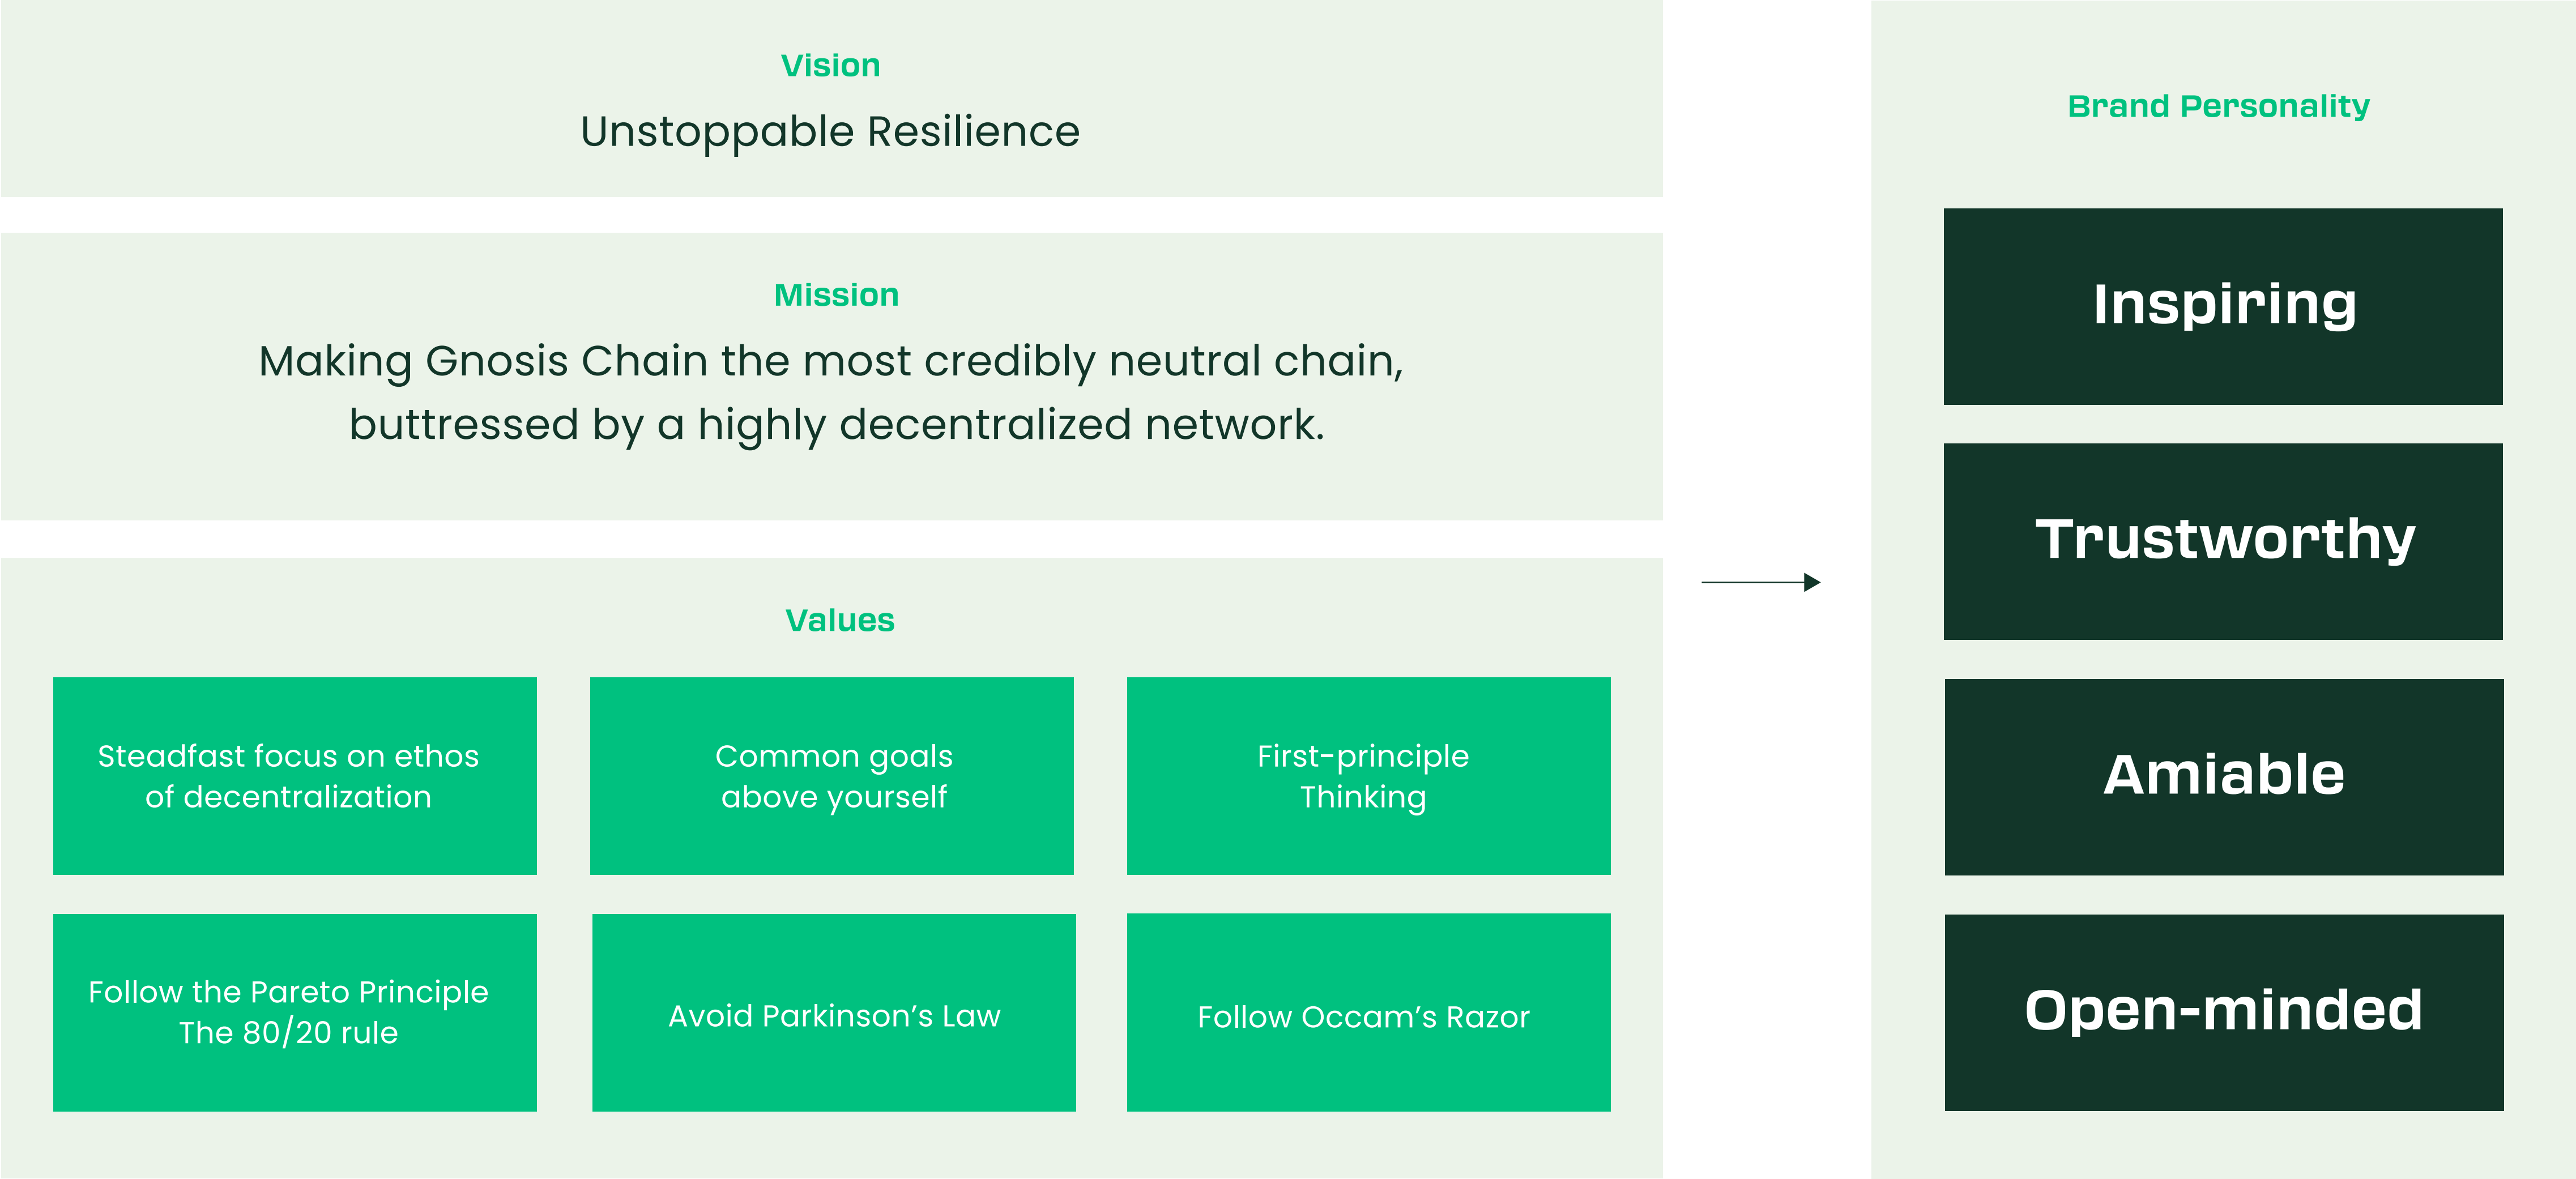 Vision
Unstoppable Resilience
Mission
Making Gnosis Chain the most credibly neutral chain,
buttressed by a highly decentralized network.
Values
Steadfast focus on ethos
of decentralization
Common goals
above yourself
First-principle
Thinking
Follow the Pareto Principle
The 80/20 rule
Avoid Parkinson’s Law
Follow Occam’s Razor
Brand Personality
Inspiring
Trustworthy
Amiable
Open-minded